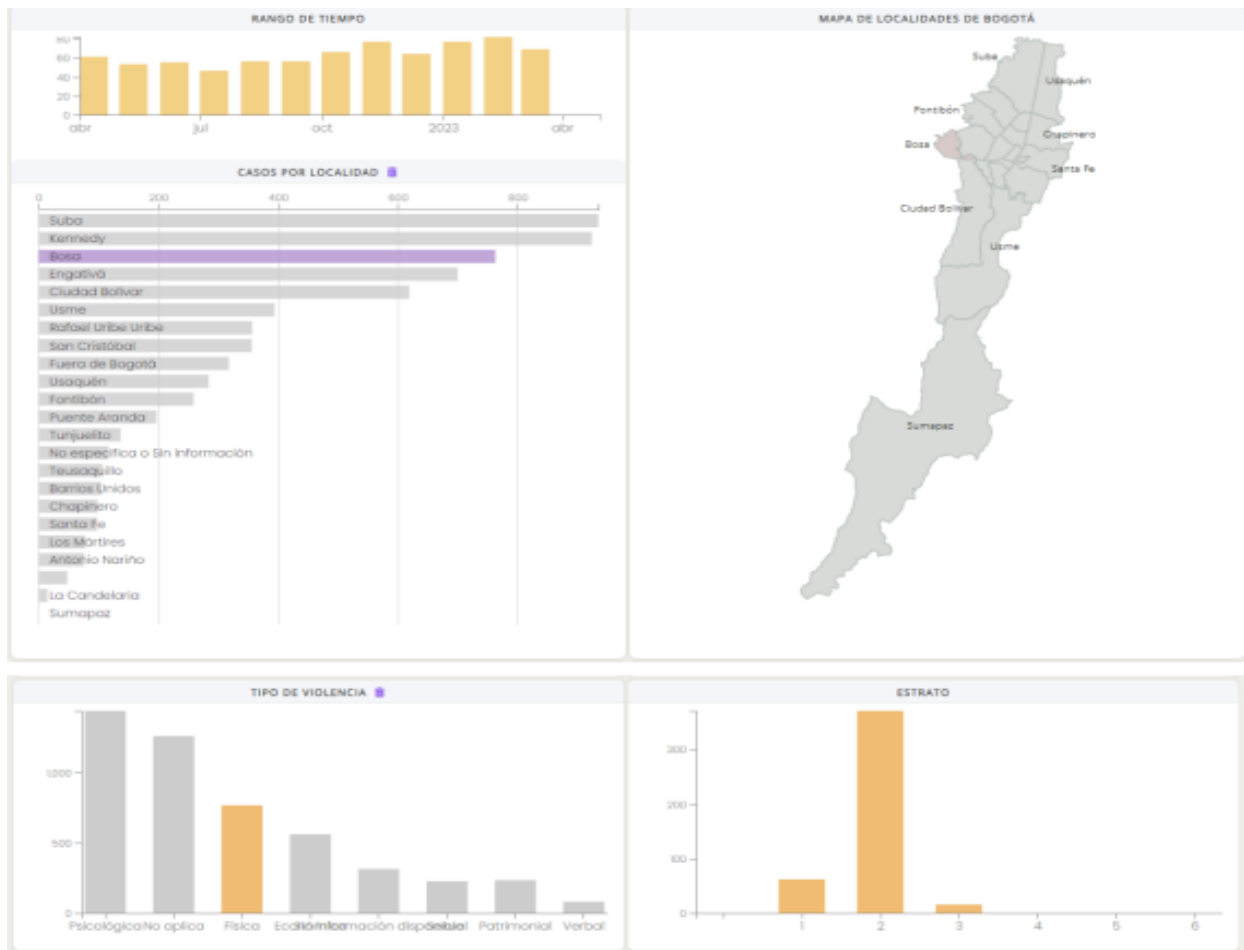 RANGO DE TIEMPO
80
60
40
20
0
abr jul oct 2023 abr
CASOS POR LOCALIDAD
0 200 400 600 800
Suba
Kennedy
Bosa
Engativá
Ciudad Bolívar
Usme
Rafael Uribe Uribe
San Cristóbal
Fuera de Bogotá
Usaquén
Fontibón
Puente Aranda
Tunjuelito
No especifica o Sin Información
Teusaquillo
Barrios Unidos
Chapinero
Santa Fe
Los Mártires
Antonio Nariño
La Candelaria
Sumapaz
MAPA DE LOCALIDADES DE BOGOTÁ
Suba
Usaquén
Fontibón
Chapinero
Bosa
Santa Fe
Ciudad Bolívar
Usme
Sumapaz
TIPO DE VIOLENCIA
1,000
500
0
Psicológica No aplica Física Patrimonial Verbal
ESTRATO
300
200
100
0
1 2 3 4 5 6